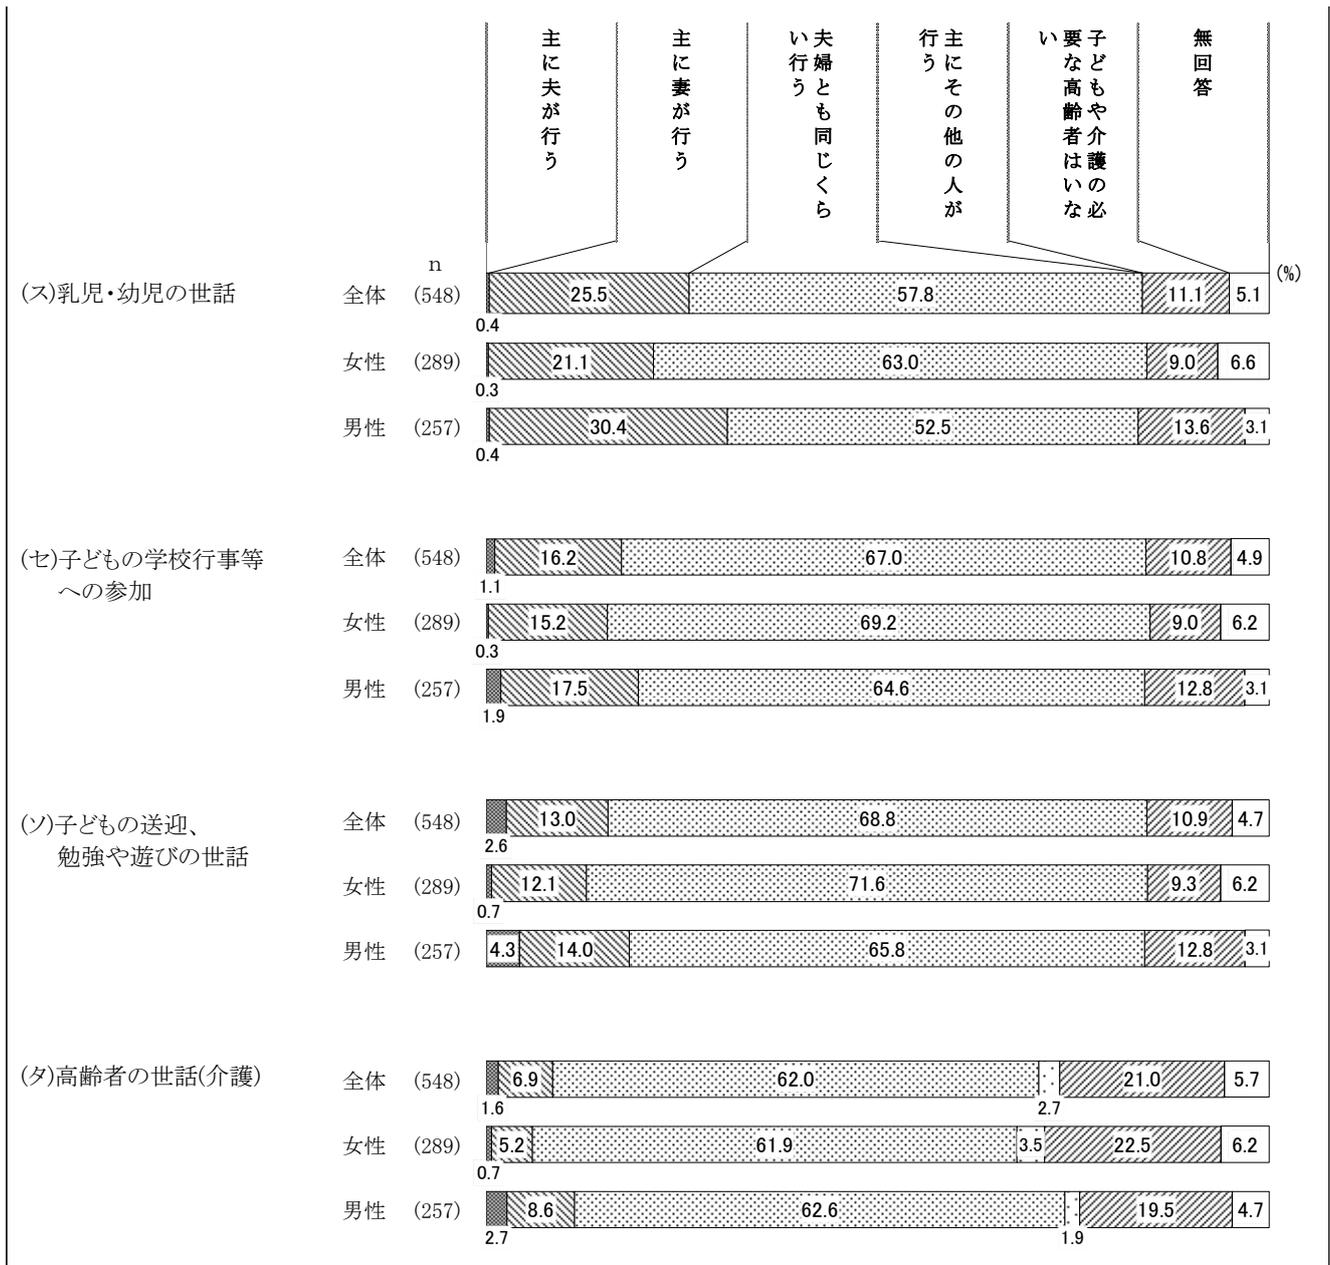 主に夫が行う
主に妻が行う
夫婦とも同じくら
い行う
主にその他の人が
行う
子どもや介護の必
要な高齢者はいな
い
無回答
n
(%)
(ス)乳児・幼児の世話
全体 (548) 25.5 57.8 11.1 5.1
0.4
女性 (289) 21.1 63.0 9.0 6.6
0.3
男性 (257) 30.4 52.5 13.6 3.1
0.4
(セ)子どもの学校行事等
への参加
全体 (548) 16.2 67.0 10.8 4.9
1.1
女性 (289) 15.2 69.2 9.0 6.2
0.3
男性 (257) 17.5 64.6 12.8 3.1
1.9
(ソ)子どもの送迎、
勉強や遊びの世話
全体 (548) 13.0 68.8 10.9 4.7
2.6
女性 (289) 12.1 71.6 9.3 6.2
0.7
男性 (257) 4.3 14.0 65.8 12.8 3.1
(タ)高齢者の世話(介護)
全体 (548) 6.9 62.0 21.0 5.7
1.6 2.7
女性 (289) 5.2 61.9 3.5 22.5 6.2
0.7
男性 (257) 8.6 62.6 19.5 4.7
2.7 1.9